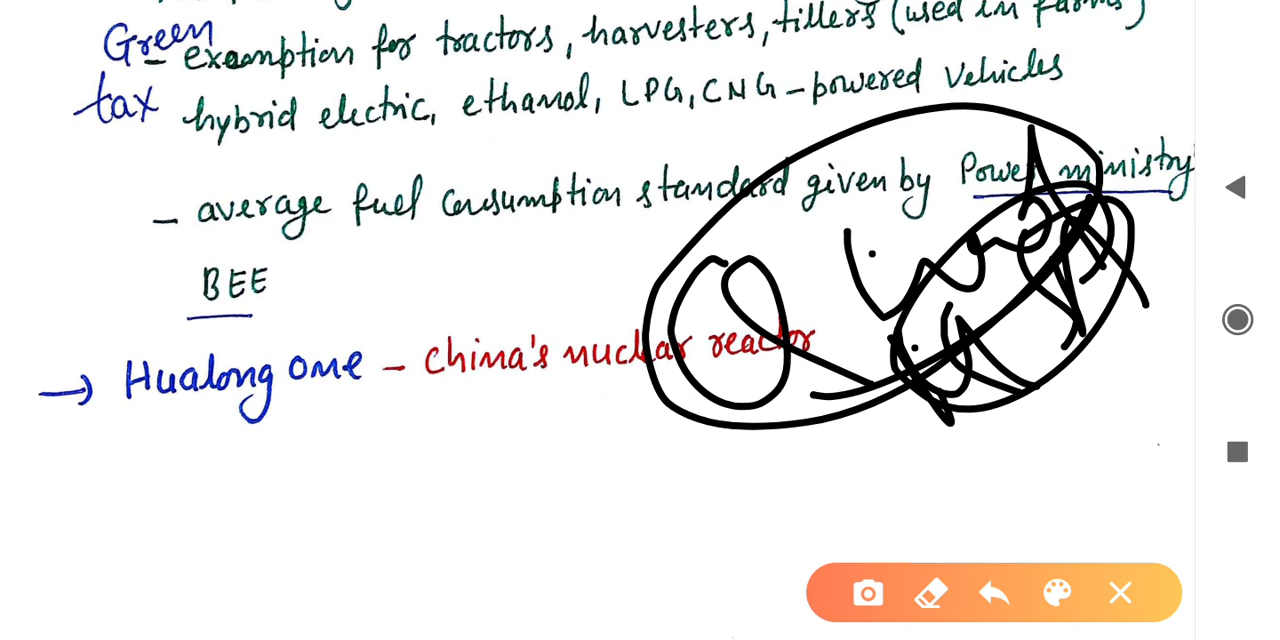 Green
exemption for tractors, harvesters, tillers (used in farms)
tax
hybrid electric, ethanol, LPG, CNG - powered vehicles
- average fuel consumption standard given by Power ministry
BEE
→ Hualong one - China's nuclear reactor